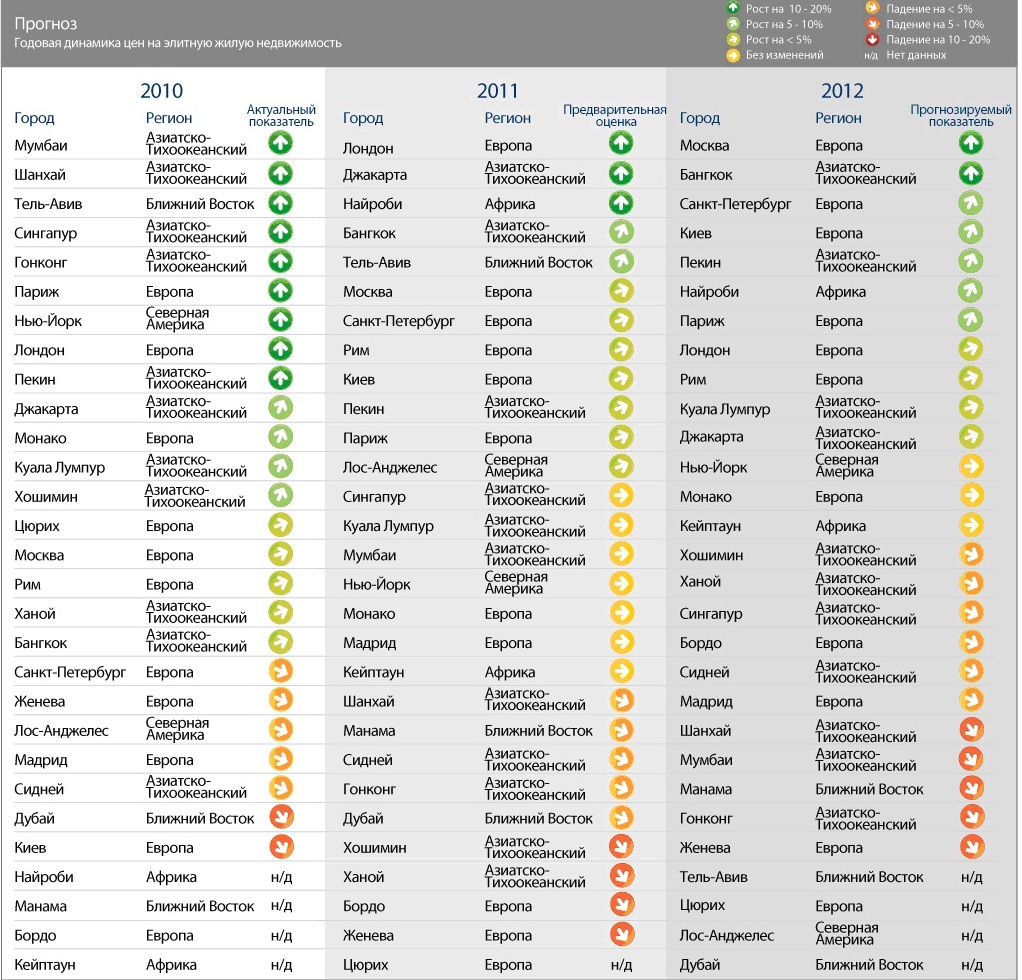 Прогноз
Годовая динамика цен на элитную жилую недвижимость
Рост на 10 - 20%
Рост на 5 - 10%
Рост на < 5%
Без изменений
Падение на < 5%
Падение на 5 - 10%
Падение на 10 - 20%
н/д Нет данных
2010
Город Регион Актуальный показатель
Мумбаи Азиатско-Тихоокеанский
Шанхай Азиатско-Тихоокеанский
Тель-Авив Ближний Восток
Сингапур Азиатско-Тихоокеанский
Гонконг Азиатско-Тихоокеанский
Париж Европа
Нью-Йорк Северная Америка
Лондон Европа
Пекин Азиатско-Тихоокеанский
Джакарта Азиатско-Тихоокеанский
Монако Европа
Куала Лумпур Азиатско-Тихоокеанский
Хошимин Азиатско-Тихоокеанский
Цюрих Европа
Москва Европа
Рим Европа
Ханой Азиатско-Тихоокеанский
Бангкок Азиатско-Тихоокеанский
Санкт-Петербург Европа
Женева Европа
Лос-Анджелес Северная Америка
Мадрид Европа
Сидней Азиатско-Тихоокеанский
Дубай Ближний Восток
Киев Европа
Найроби Африка н/д
Манама Ближний Восток н/д
Бордо Европа н/д
Кейптаун Африка н/д
2011
Город Регион Предварительная оценка
Лондон Европа
Джакарта Азиатско-Тихоокеанский
Найроби Африка
Бангкок Азиатско-Тихоокеанский
Тель-Авив Ближний Восток
Москва Европа
Санкт-Петербург Европа
Рим Европа
Киев Европа
Пекин Азиатско-Тихоокеанский
Париж Европа
Лос-Анджелес Северная Америка
Сингапур Азиатско-Тихоокеанский
Куала Лумпур Азиатско-Тихоокеанский
Мумбаи Азиатско-Тихоокеанский
Нью-Йорк Северная Америка
Монако Европа
Мадрид Европа
Кейптаун Африка
Шанхай Азиатско-Тихоокеанский
Манама Ближний Восток
Сидней Азиатско-Тихоокеанский
Гонконг Азиатско-Тихоокеанский
Дубай Ближний Восток
Хошимин Азиатско-Тихоокеанский
Ханой Азиатско-Тихоокеанский
Бордо Европа
Женева Европа
Цюрих Европа н/д
2012
Город Регион Прогнозируемый показатель
Москва Европа
Бангкок Азиатско-Тихоокеанский
Санкт-Петербург Европа
Киев Европа
Пекин Азиатско-Тихоокеанский
Найроби Африка
Париж Европа
Лондон Европа
Рим Европа
Куала Лумпур Азиатско-Тихоокеанский
Джакарта Азиатско-Тихоокеанский
Нью-Йорк Северная Америка
Монако Европа
Кейптаун Африка
Хошимин Азиатско-Тихоокеанский
Ханой Азиатско-Тихоокеанский
Сингапур Азиатско-Тихоокеанский
Бордо Европа
Сидней Азиатско-Тихоокеанский
Мадрид Европа
Шанхай Азиатско-Тихоокеанский
Мумбаи Азиатско-Тихоокеанский
Манама Ближний Восток
Гонконг Азиатско-Тихоокеанский
Женева Европа
Тель-Авив Ближний Восток н/д
Цюрих Европа н/д
Лос-Анджелес Северная Америка н/д
Дубай Ближний Восток н/д